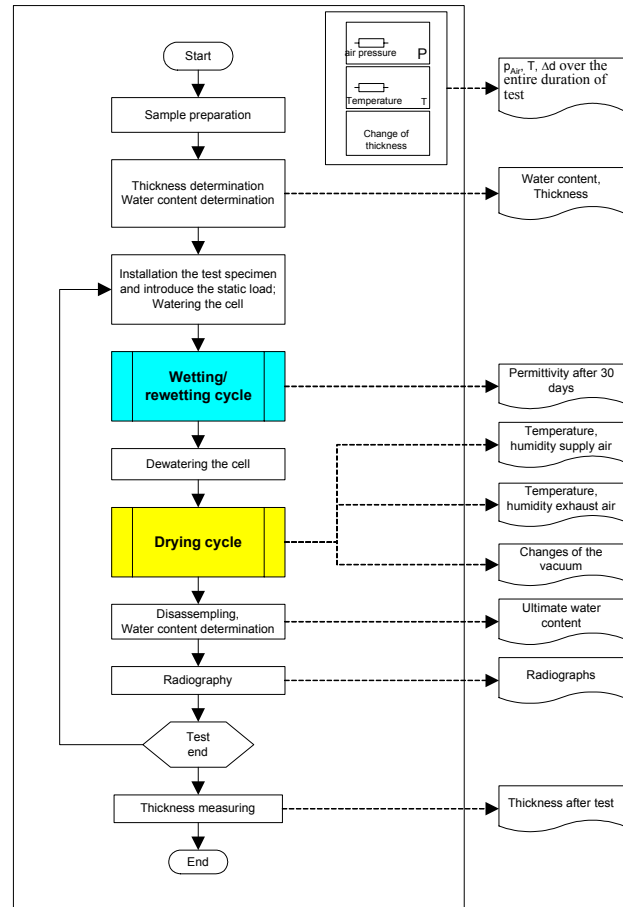 Start
air pressure P
Temperature T
Change of
thickness
pAir, T, Δd over the
entire duration of
test
Sample preparation
Thickness determination
Water content determination
Water content,
Thickness
Installation the test specimen
and introduce the static load;
Watering the cell
Wetting/
rewetting cycle
Permittivity after 30
days
Dewatering the cell
Temperature,
humidity supply air
Drying cycle
Temperature,
humidity exhaust air
Changes of the
vacuum
Disassempling,
Water content determination
Ultimate water
content
Radiography
Radiographs
Test
end
Thickness measuring
Thickness after test
End